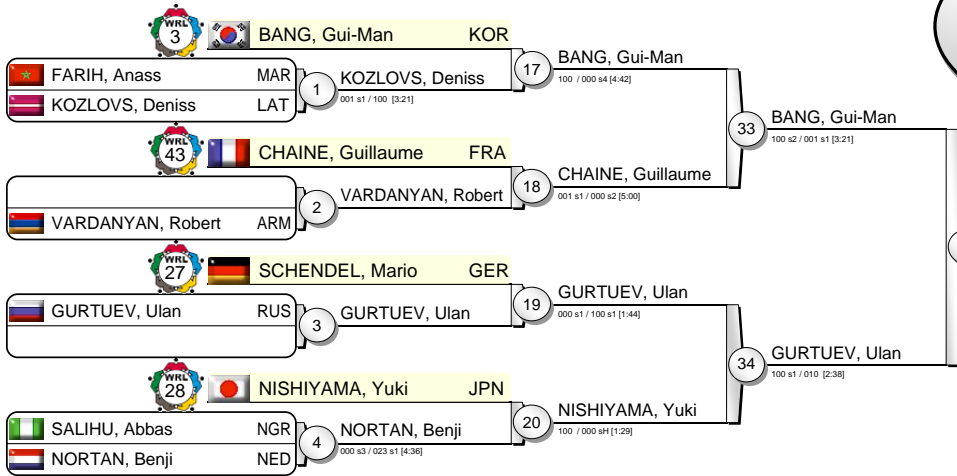 WRL 3 BANG, Gui-Man KOR
FARIH, Anass MAR
KOZLOVS, Deniss LAT
1 KOZLOVS, Deniss
001 s1 / 100 [3:21]
17 BANG, Gui-Man
100 / 000 s4 [4:42]
WRL 43 CHAINE, Guillaume FRA
VARDANYAN, Robert ARM
2 VARDANYAN, Robert
18 CHAINE, Guillaume
001 s1 / 000 s2 [5:00]
33 BANG, Gui-Man
100 s2 / 001 s1 [3:21]
WRL 27 SCHENDEL, Mario GER
GURTUEV, Ulan RUS
3 GURTUEV, Ulan
19 GURTUEV, Ulan
000 s1 / 100 s1 [1:44]
WRL 28 NISHIYAMA, Yuki JPN
SALIHU, Abbas NGR
NORTAN, Benji NED
4 NORTAN, Benji
000 s3 / 023 s1 [4:36]
20 NISHIYAMA, Yuki
100 / 000 sH [1:29]
34 GURTUEV, Ulan
100 s1 / 010 [2:38]